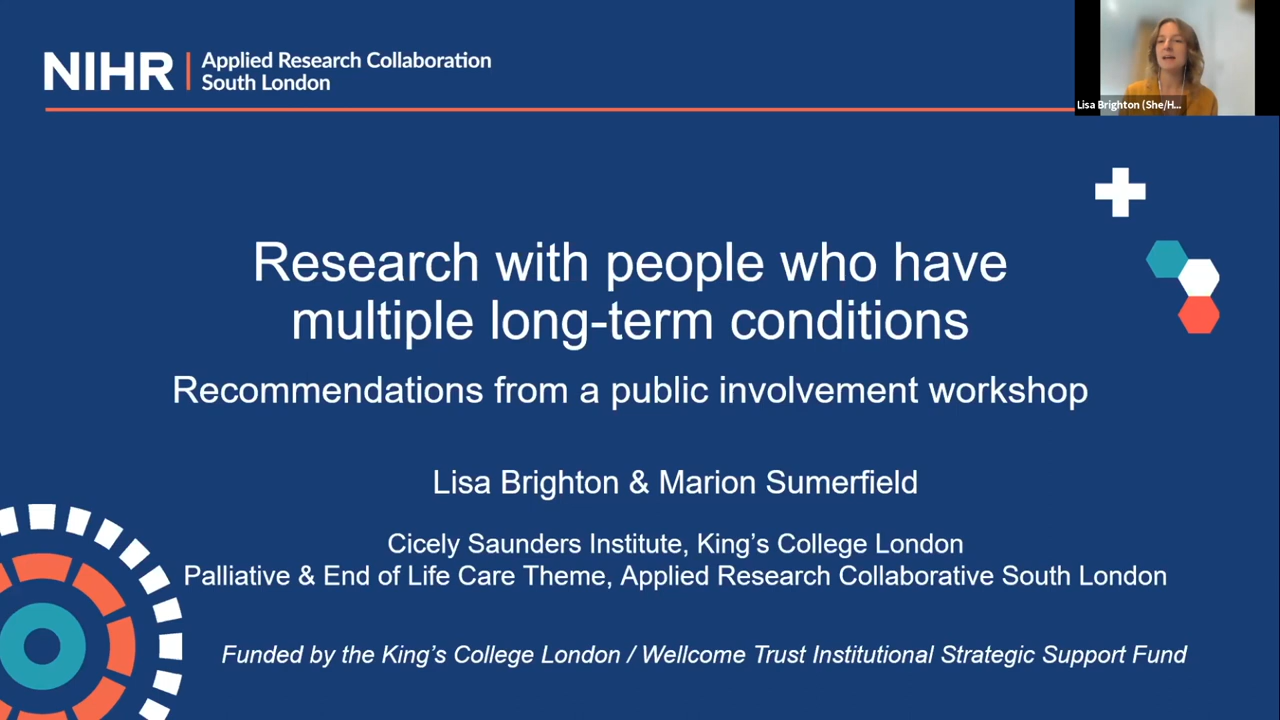 NIHR
Applied Research Collaboration
South London
Lisa Brighton (She/H...
Research with people who have
multiple long-term conditions
Recommendations from a public involvement workshop
Lisa Brighton & Marion Sumerfield
Cicely Saunders Institute, King's College London
Palliative & End of Life Care Theme, Applied Research Collaborative South London
Funded by the King's College London / Wellcome Trust Institutional Strategic Support Fund